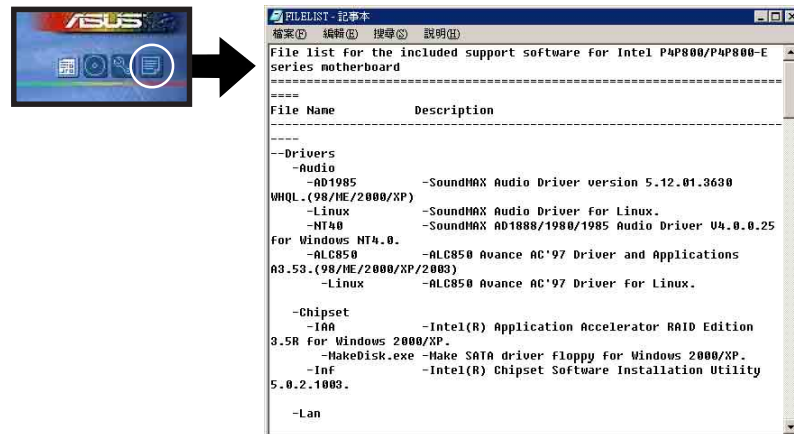 ASUS
FILELIST - 記事本
檔案(F) 編輯(E) 搜尋(S) 說明(H)
File list for the included support software for Intel P4P800/P4P800-E
series motherboard
================================================================================
====
File Name Description
--------------------------------------------------------------------------------
----
--Drivers
-Audio
-AD1985 -SoundMAX Audio Driver version 5.12.01.3630
WHQL.(98/ME/2000/XP)
-Linux -SoundMAX Audio Driver for Linux.
-NT40 -SoundMAX AD1888/1980/1985 Audio Driver V4.0.0.25
for Windows NT4.0.
-ALC850 -ALC850 Avance AC'97 Driver and Applications
A3.53.(98/ME/2000/XP/2003)
-Linux -ALC850 Avance AC'97 Driver for Linux.
-Chipset
-IAA -Intel(R) Application Accelerator RAID Edition
3.5R for Windows 2000/XP.
-MakeDisk.exe -Make SATA driver floppy for Windows 2000/XP.
-Inf -Intel(R) Chipset Software Installation Utility
5.0.2.1003.
-Lan